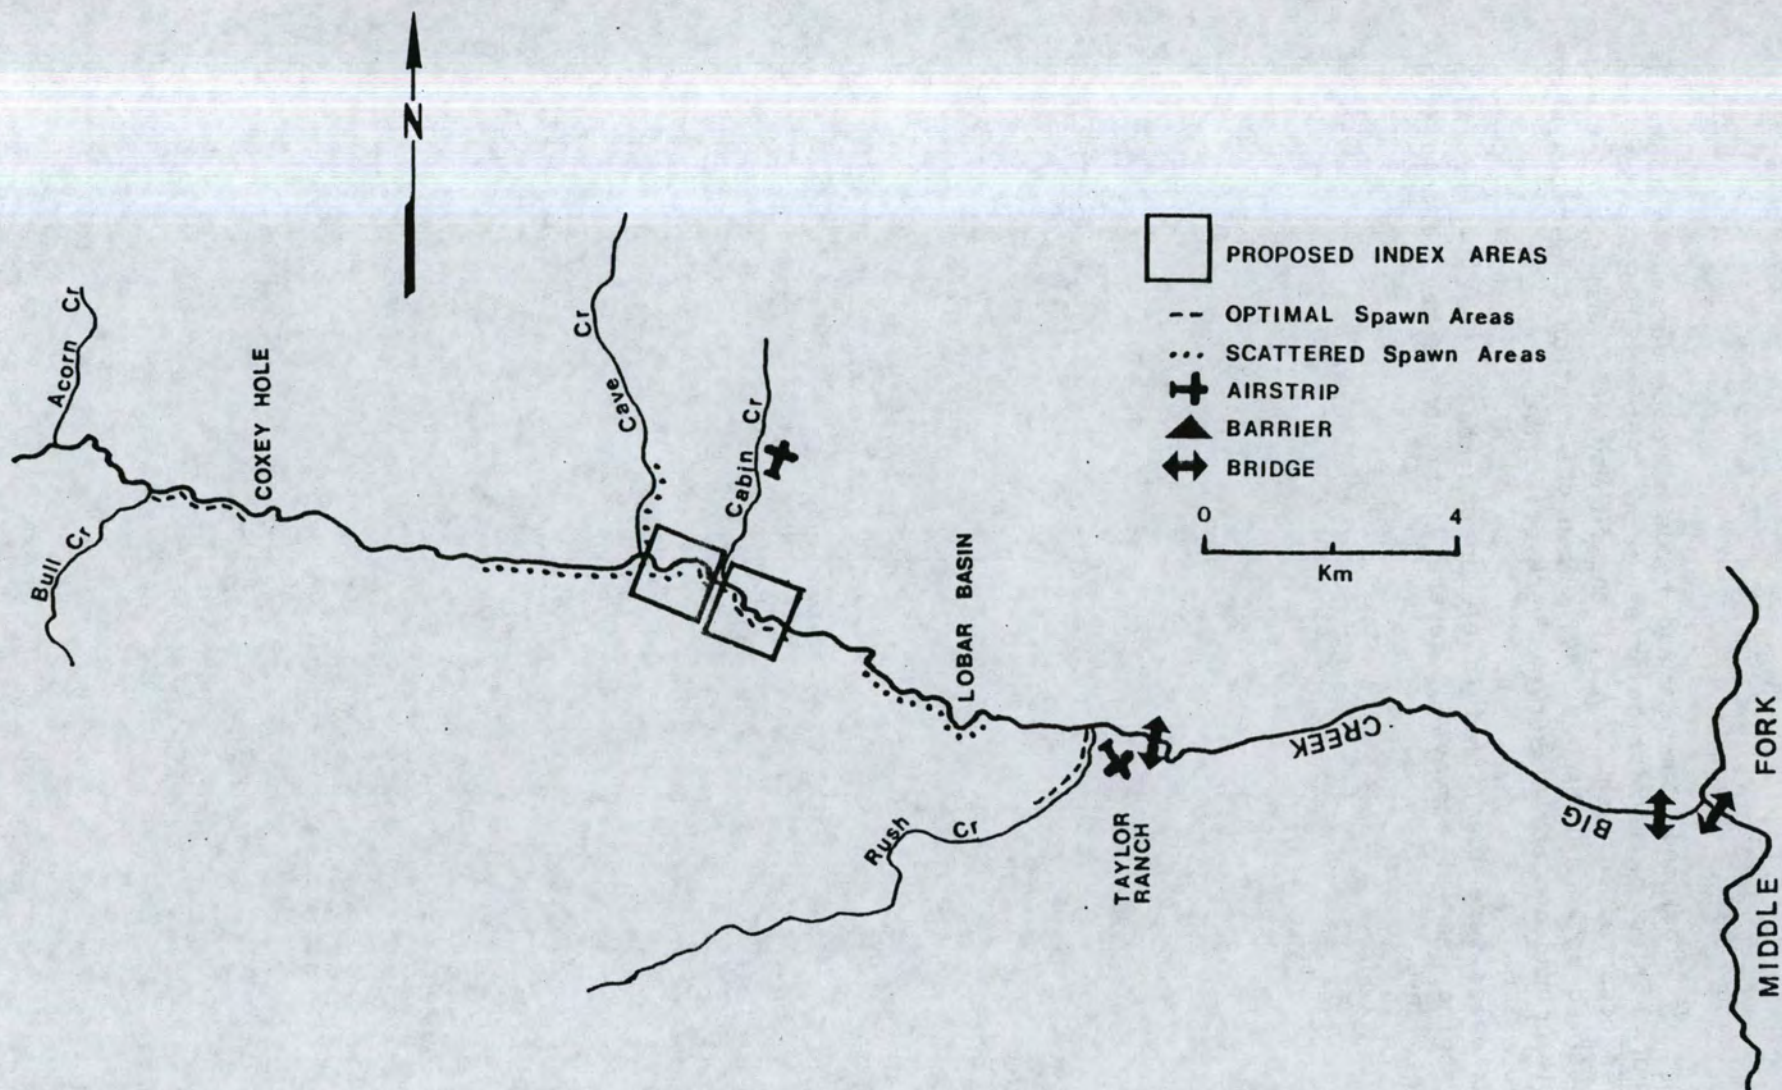 N
Acorn Cr
COXEY HOLE
Bull Cr
Cave Cr
Cabin Cr
PROPOSED INDEX AREAS
OPTIMAL Spawn Areas
SCATTERED Spawn Areas
AIRSTRIP
BARRIER
BRIDGE
0 4
Km
LOBAR BASIN
Rush Cr
TAYLOR
RANCH
BIG CREEK
MIDDLE FORK